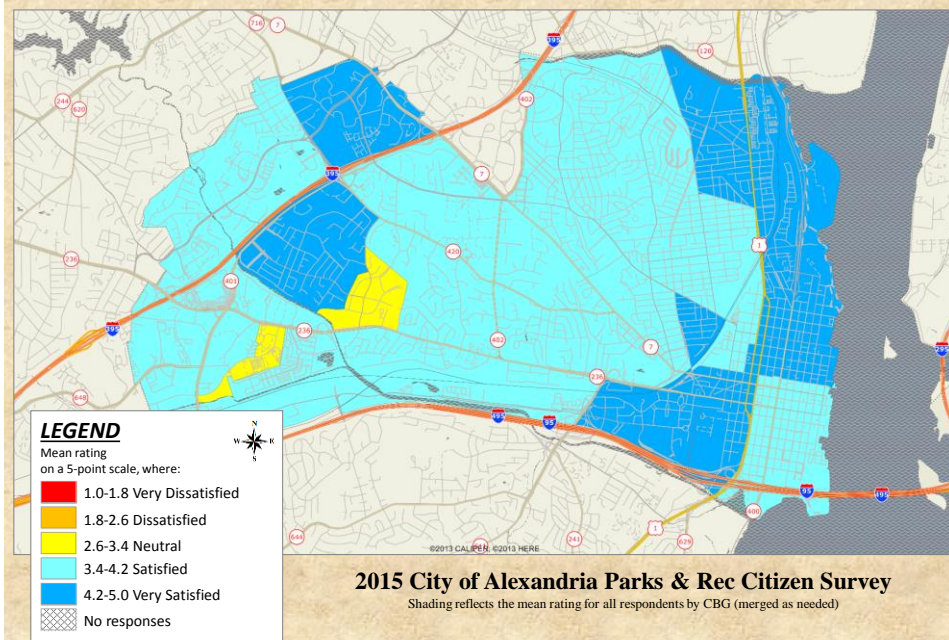 395
716
7
120
244
620
402
7
395
236
420
1
401
236
402
7
395
236
648
495
95
95
495
400
644
241
1
629
295
LEGEND
Mean rating
on a 5-point scale, where:
N
W E
S
1.0-1.8 Very Dissatisfied
1.8-2.6 Dissatisfied
2.6-3.4 Neutral
3.4-4.2 Satisfied
4.2-5.0 Very Satisfied
No responses
©2013 CALIPER, ©2013 HERE
2015 City of Alexandria Parks & Rec Citizen Survey
Shading reflects the mean rating for all respondents by CBG (merged as needed)